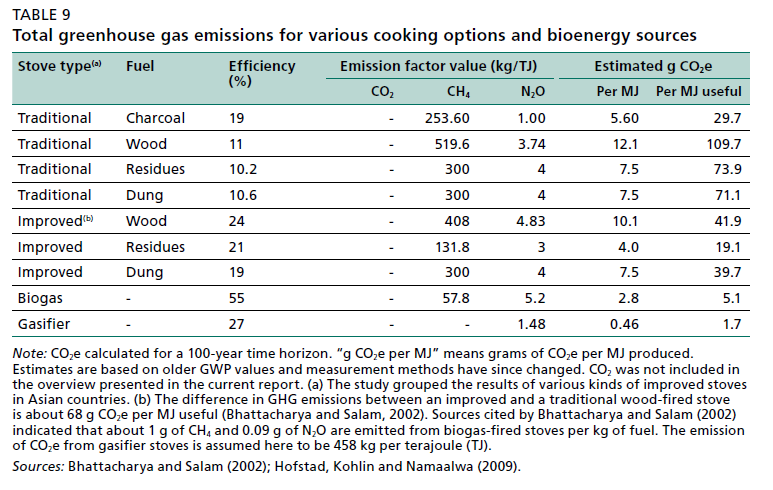 TABLE 9
Total greenhouse gas emissions for various cooking options and bioenergy sources
Stove type(a) Fuel Efficiency (%) Emission factor value (kg/TJ) Estimated g CO₂e
CO₂ CH₄ N₂O Per MJ Per MJ useful
Traditional Charcoal 19 - 253.60 1.00 5.60 29.7
Traditional Wood 11 - 519.6 3.74 12.1 109.7
Traditional Residues 10.2 - 300 4 7.5 73.9
Traditional Dung 10.6 - 300 4 7.5 71.1
Improved(b) Wood 24 - 408 4.83 10.1 41.9
Improved Residues 21 - 131.8 3 4.0 19.1
Improved Dung 19 - 300 4 7.5 39.7
Biogas - 55 - 57.8 5.2 2.8 5.1
Gasifier - 27 - - 1.48 0.46 1.7
Note: CO₂e calculated for a 100-year time horizon. “g CO₂e per MJ” means grams of CO₂e per MJ produced.
Estimates are based on older GWP values and measurement methods have since changed. CO₂ was not included in
the overview presented in the current report. (a) The study grouped the results of various kinds of improved stoves
in Asian countries. (b) The difference in GHG emissions between an improved and a traditional wood-fired stove
is about 68 g CO₂e per MJ useful (Bhattacharya and Salam, 2002). Sources cited by Bhattacharya and Salam (2002)
indicated that about 1 g of CH₄ and 0.09 g of N₂O are emitted from biogas-fired stoves per kg of fuel. The emission
of CO₂e from gasifier stoves is assumed here to be 458 kg per terajoule (TJ).
Sources: Bhattacharya and Salam (2002); Hofstad, Kohlin and Namaalwa (2009).